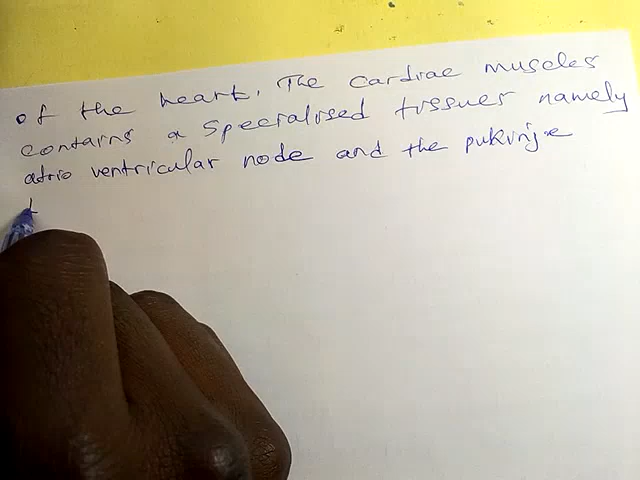 of the heart. The cardiac muscles
contains a specialised tissues namely
atrio ventricular node and the pukinje